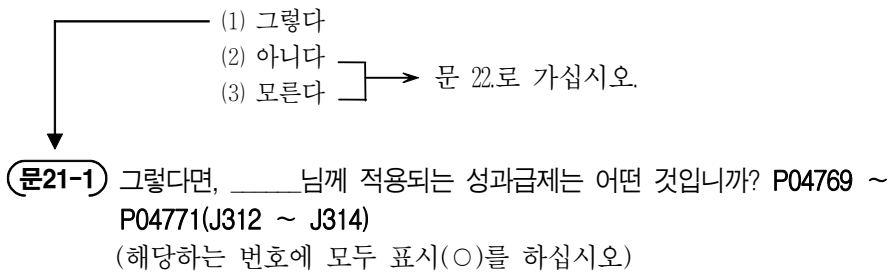 (1) 그렇다
(2) 아니다
(3) 모른다
문 22.로 가십시오.
문21-1 그렇다면, ______님께 적용되는 성과급제는 어떤 것입니까? P04769 ~
P04771(J312 ~ J314)
(해당하는 번호에 모두 표시(○)를 하십시오)